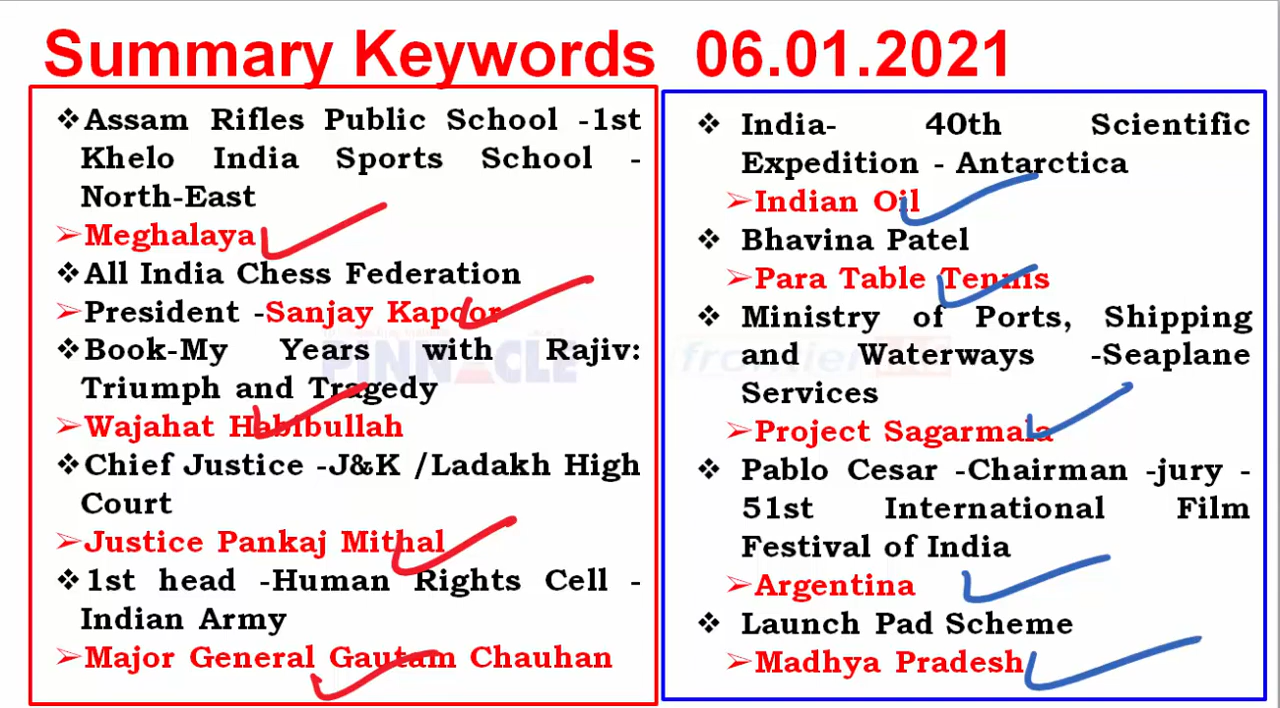 Summary Keywords 06.01.2021
❖Assam Rifles Public School -1st
Khelo India Sports School -
North-East
➢Meghalaya
❖All India Chess Federation
➢President -Sanjay Kapoor
❖Book-My Years with Rajiv:
Triumph and Tragedy
➢Wajahat Habibullah
❖Chief Justice -J&K /Ladakh High
Court
➢Justice Pankaj Mithal
❖1st head -Human Rights Cell -
Indian Army
➢Major General Gautam Chauhan
❖ India- 40th Scientific
Expedition - Antarctica
➢Indian Oil
❖ Bhavina Patel
➢Para Table Tennis
❖ Ministry of Ports, Shipping
and Waterways -Seaplane
Services
➢Project Sagarmala
❖ Pablo Cesar -Chairman -jury -
51st International Film
Festival of India
➢Argentina
❖ Launch Pad Scheme
➢Madhya Pradesh
PINNACLE
frontier